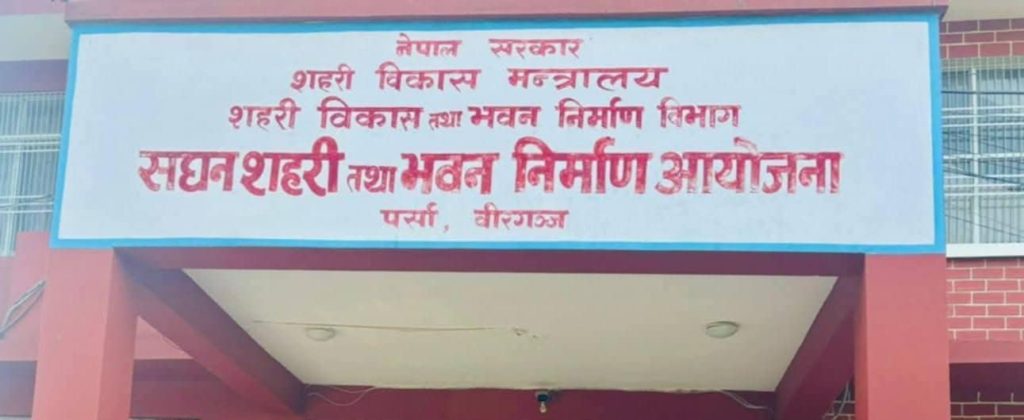 नेपाल सरकार
शहरी विकास मन्त्रालय
शहरी विकास तथा भवन निर्माण विभाग
सघन शहरी तथा भवन निर्माण आयोजना
पर्सा, वीरगञ्ज